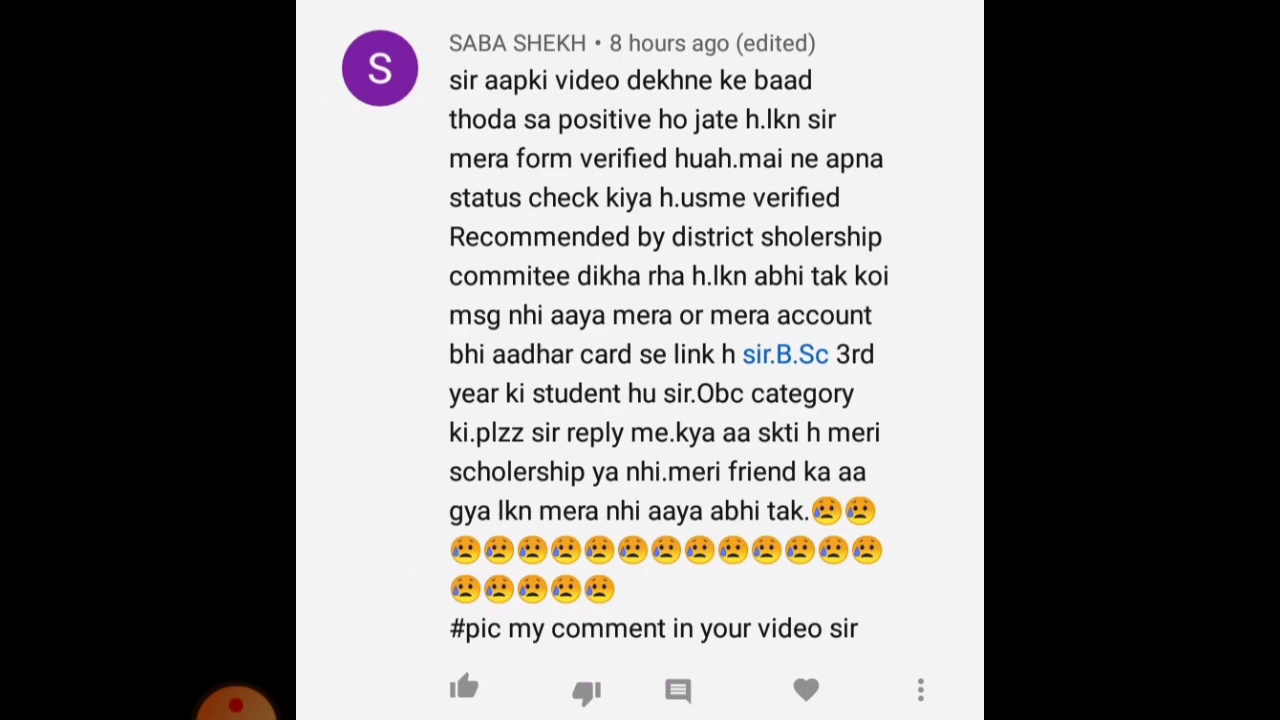 S
SABA SHEKH • 8 hours ago (edited)
sir aapki video dekhne ke baad
thoda sa positive ho jate h.lkn sir
mera form verified huah.mai ne apna
status check kiya h.usme verified
Recommended by district sholership
commitee dikha rha h.lkn abhi tak koi
msg nhi aaya mera or mera account
bhi aadhar card se link h sir.B.Sc 3rd
year ki student hu sir.Obc category
ki.plzz sir reply me.kya aa skti h meri
scholership ya nhi.meri friend ka aa
gya lkn mera nhi aaya abhi tak.😥😥
😥😥😥😥😥😥😥😥😥😥😥😥😥
😥😥😥😥😥
#pic my comment in your video sir